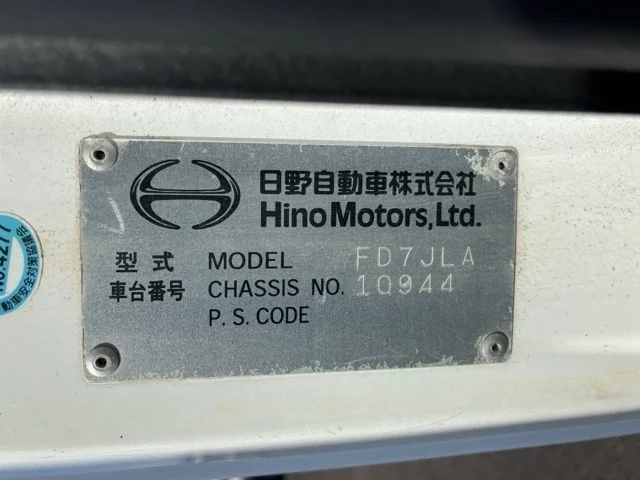 日野自動車株式会社
Hino Motors, Ltd.
型式 MODEL FD7JLA
車台番号 CHASSIS NO. 10944
P. S. CODE